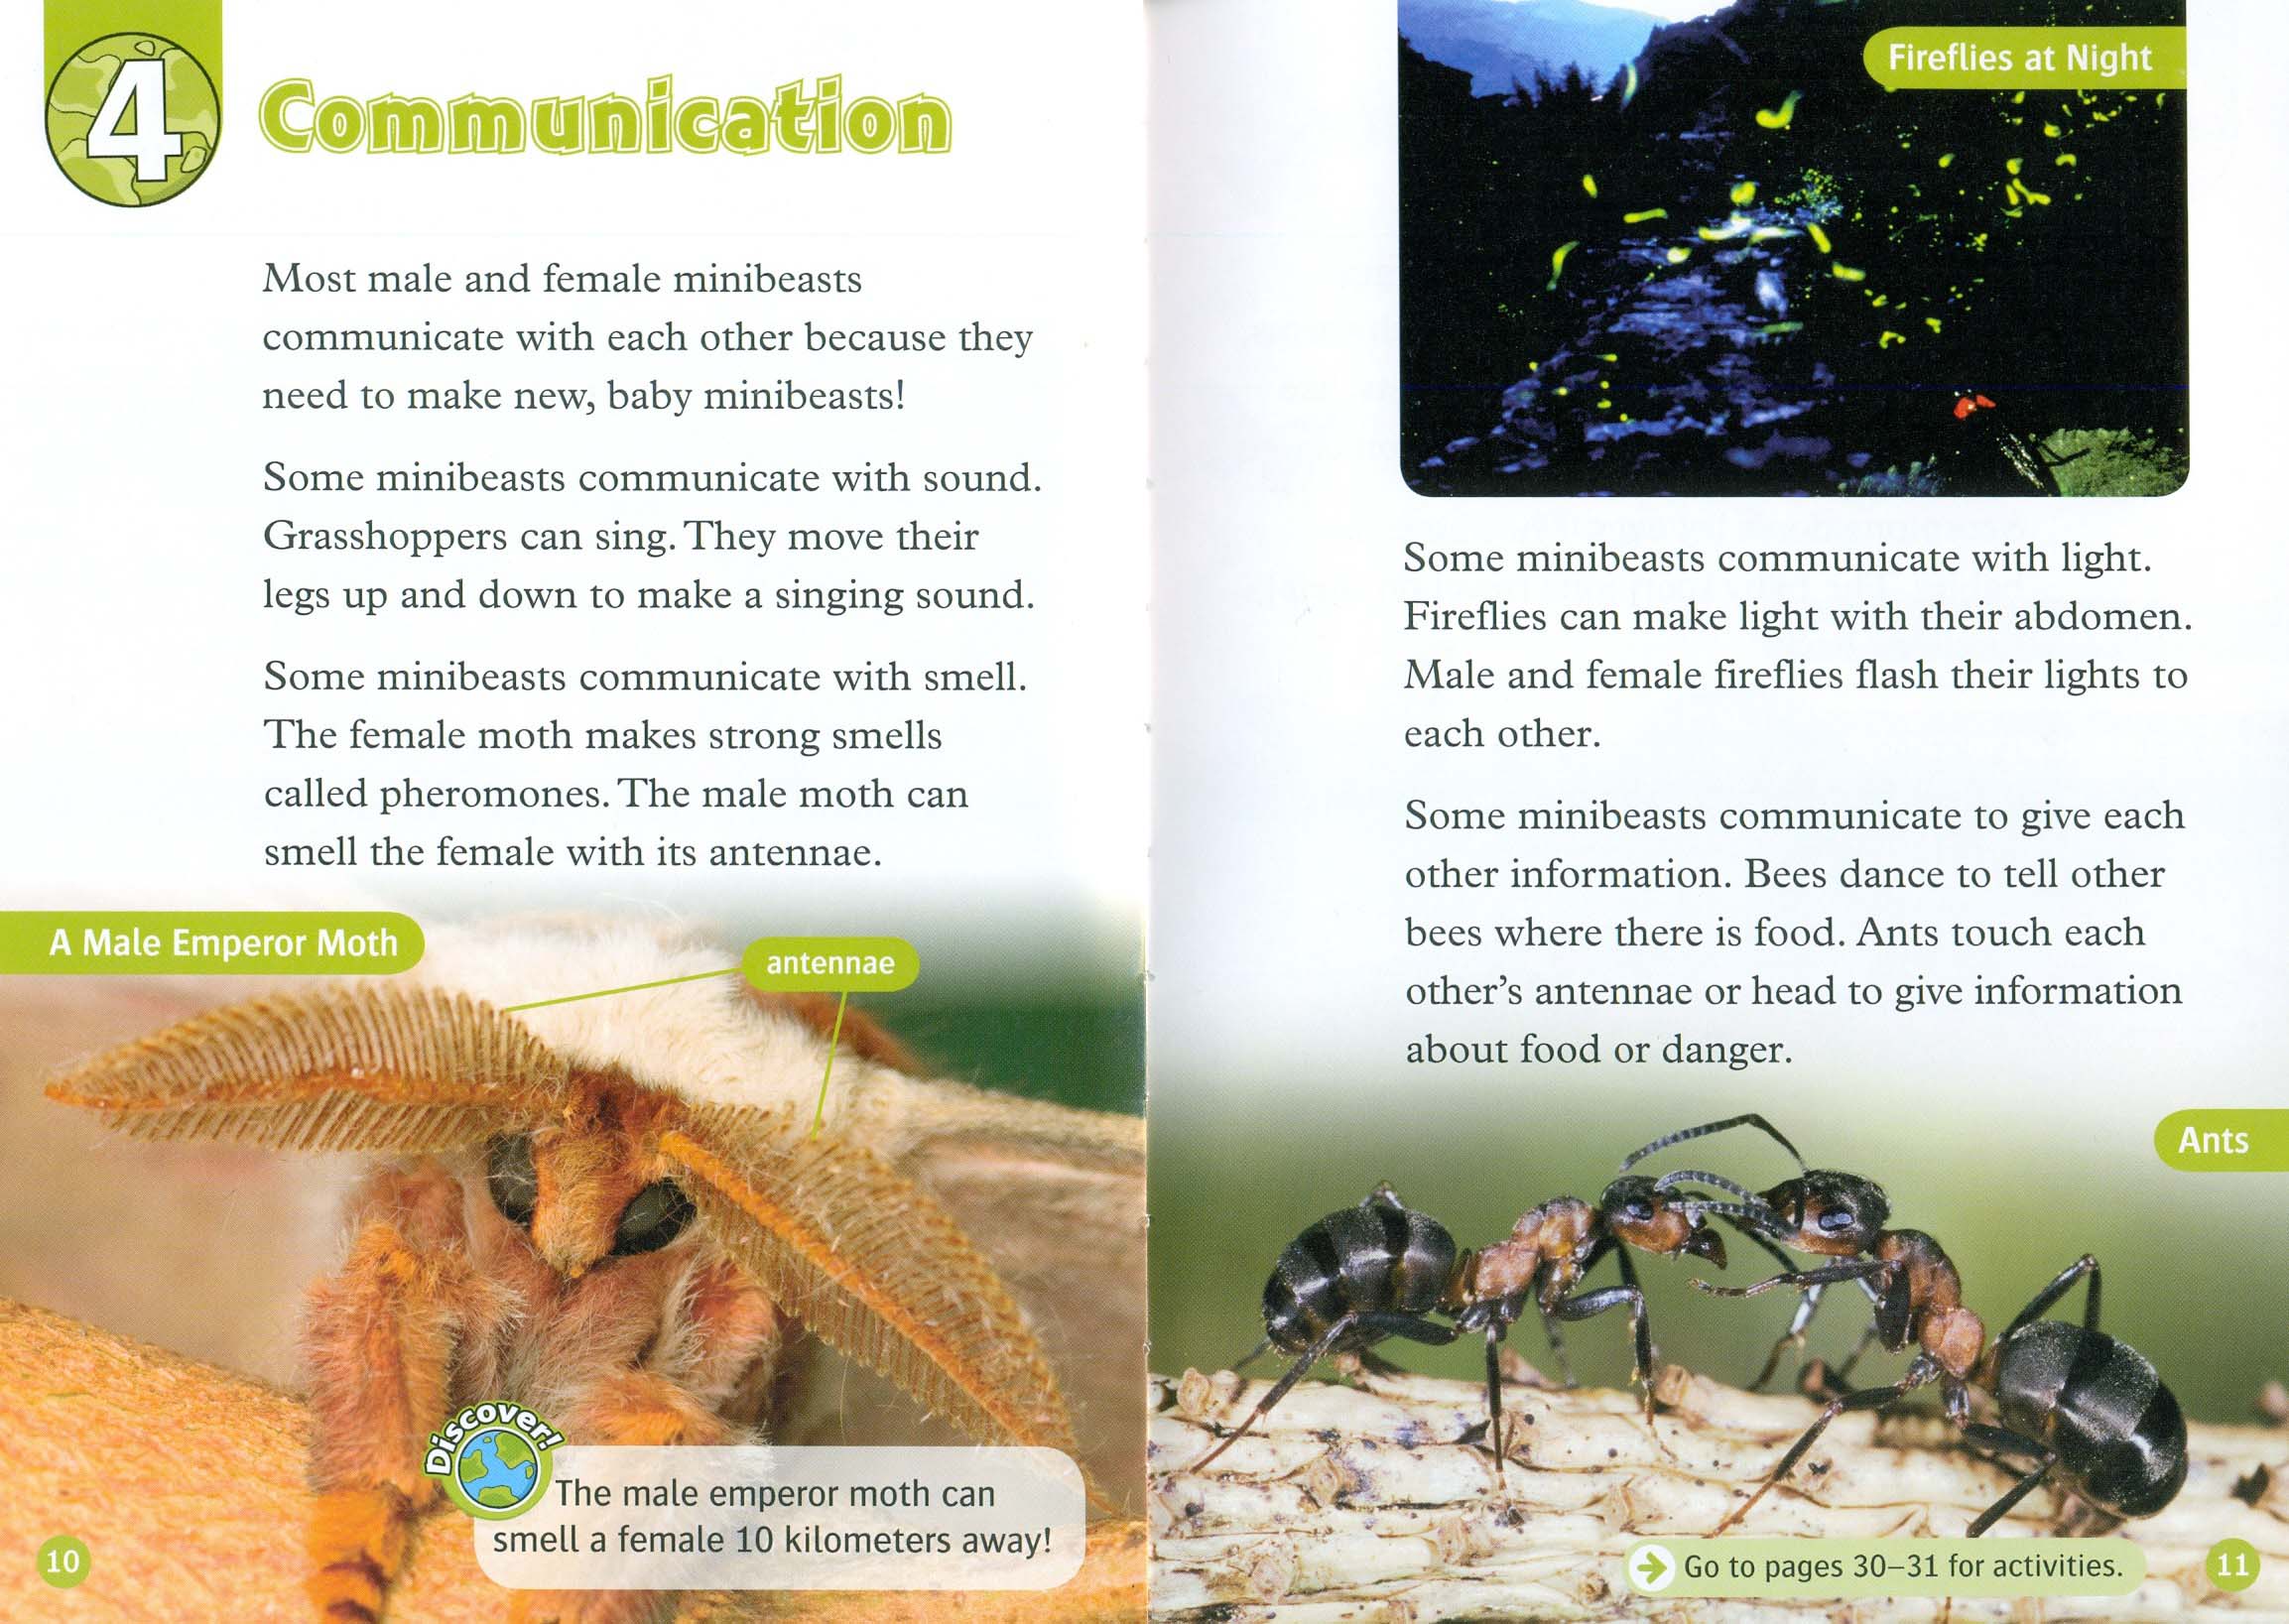 4
Communication
Most male and female minibeasts
communicate with each other because they
need to make new, baby minibeasts!
Some minibeasts communicate with sound.
Grasshoppers can sing. They move their
legs up and down to make a singing sound.
Some minibeasts communicate with smell.
The female moth makes strong smells
called pheromones. The male moth can
smell the female with its antennae.
A Male Emperor Moth
antennae
Discover!
The male emperor moth can
smell a female 10 kilometers away!
10
Fireflies at Night
Some minibeasts communicate with light.
Fireflies can make light with their abdomen.
Male and female fireflies flash their lights to
each other.
Some minibeasts communicate to give each
other information. Bees dance to tell other
bees where there is food. Ants touch each
other's antennae or head to give information
about food or danger.
Ants
Go to pages 30–31 for activities.
11